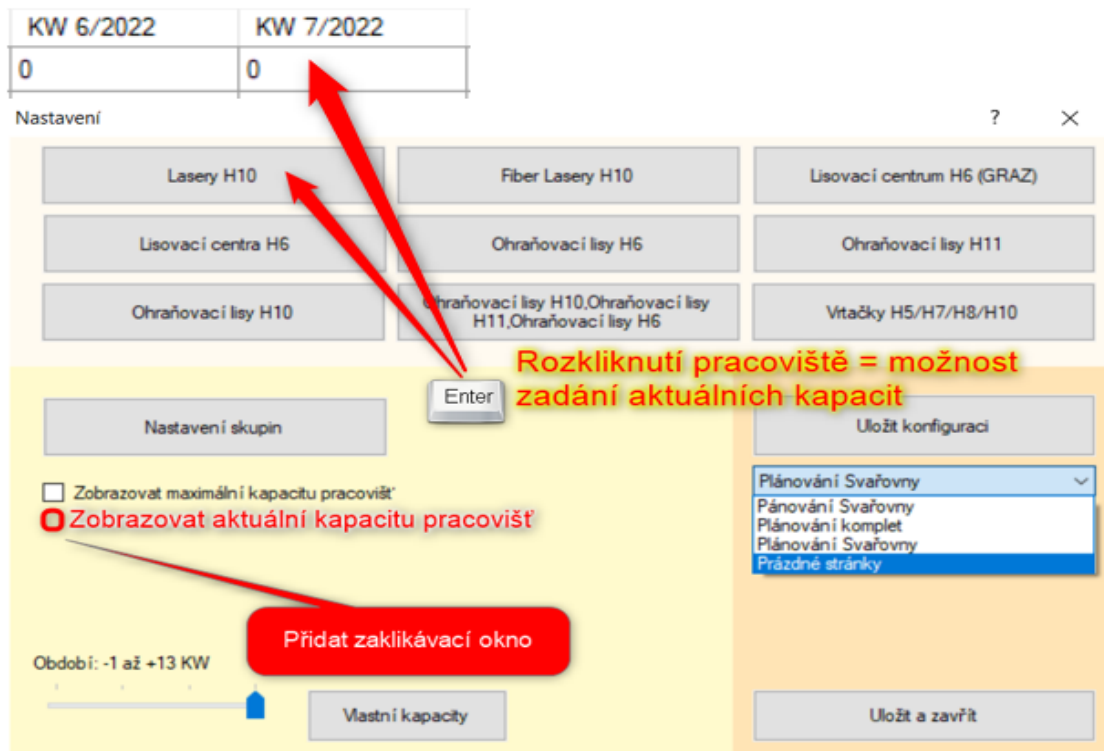 KW 6/2022 KW 7/2022
0 0
Nastavení ? ×
Lasery H10 Fiber Lasery H10 Lisovací centrum H6 (GRAZ)
Lisovací centra H6 Ohraňovací lisy H6 Ohraňovací lisy H11
Ohraňovací lisy H10
Ohraňovací lisy H10,Ohraňovací lisy
H11,Ohraňovací lisy H6
Vrtačky H5/H7/H8/H10
Rozkliknutí pracoviště = možnost
zadání aktuálních kapacit
Enter
Nastavení skupin
Uložit konfiguraci
Zobrazovat maximální kapacitu pracovišť
Zobrazovat aktuální kapacitu pracovišť
Plánování Svařovny
Pánování Svařovny
Plánování komplet
Plánování Svařovny
Prázdné stránky
Přidat zaklikávací okno
Období: -1 až +13 KW
Vlastní kapacity
Uložit a zavřít